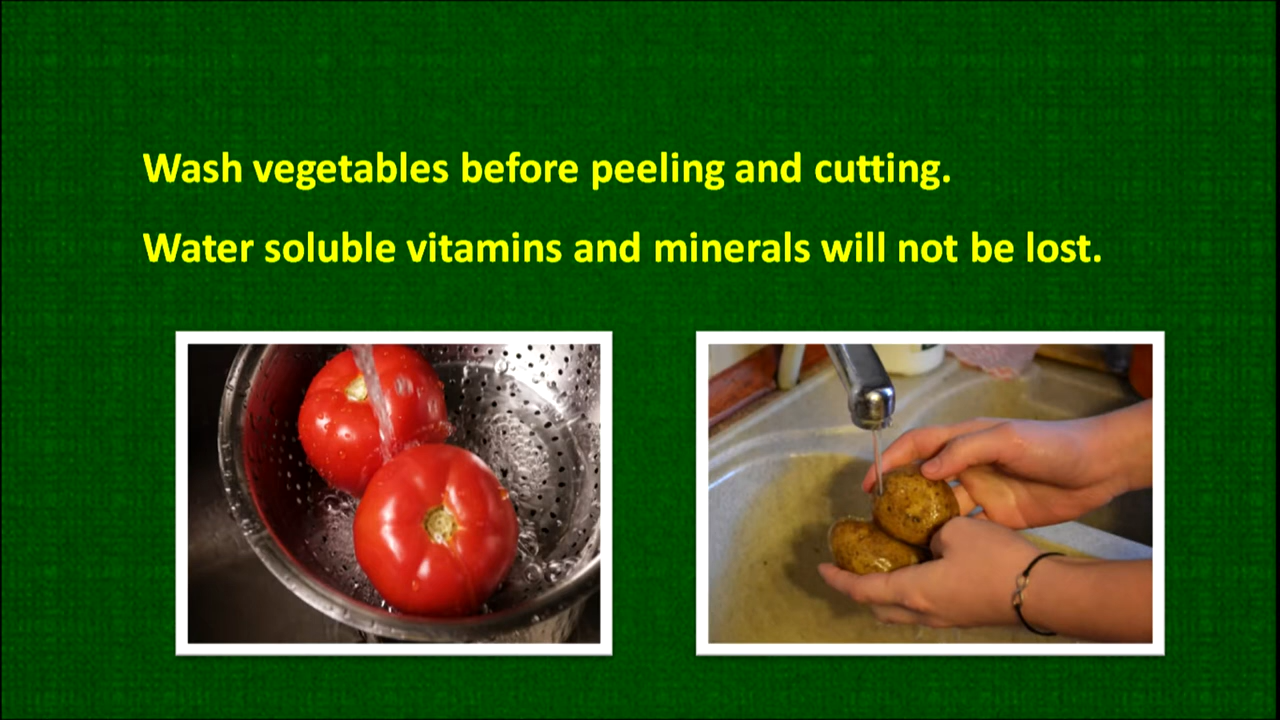 Wash vegetables before peeling and cutting.
Water soluble vitamins and minerals will not be lost.